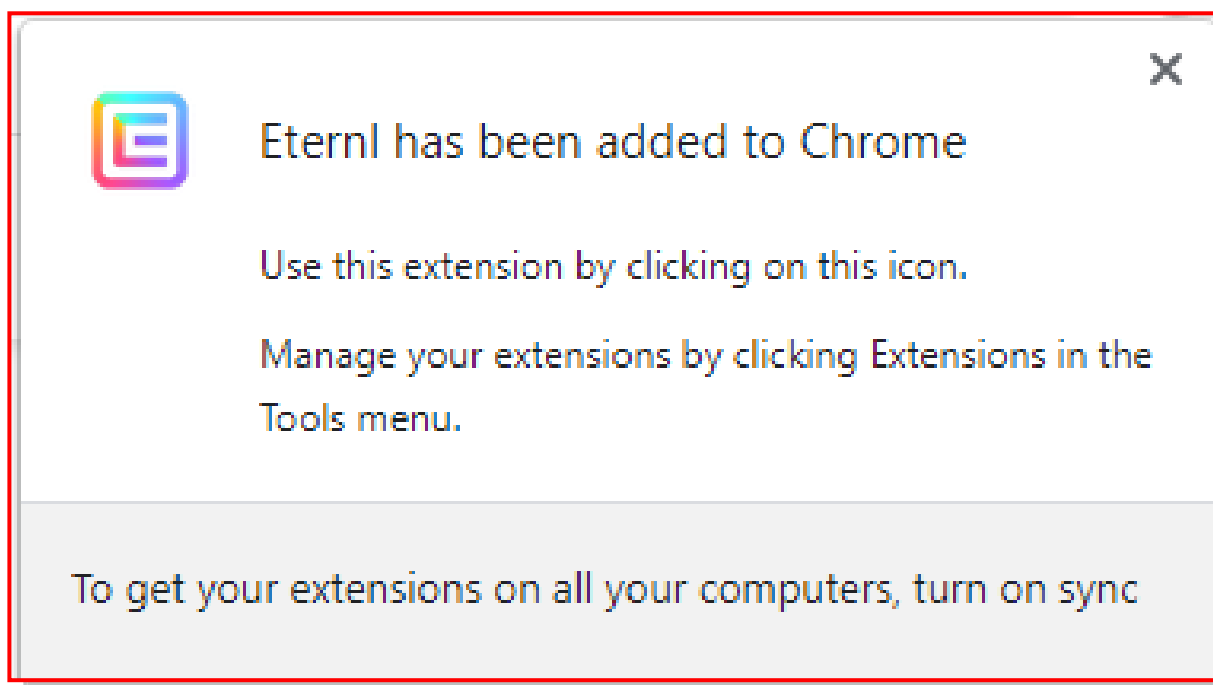 Eternl has been added to Chrome
Use this extension by clicking on this icon.
Manage your extensions by clicking Extensions in the
Tools menu.
To get your extensions on all your computers, turn on sync